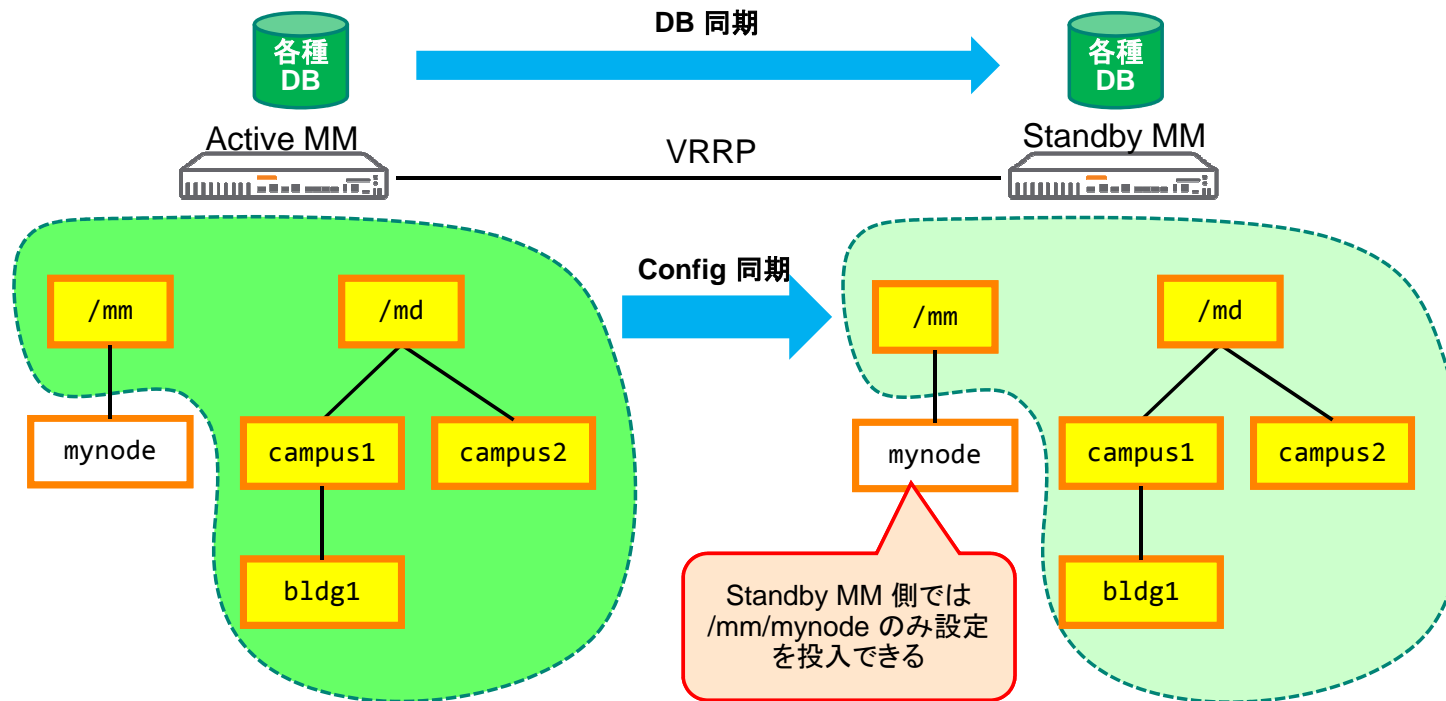 DB 同期
各種
DB
各種
DB
Active MM
VRRP
Standby MM
Config 同期
/mm
/md
mynode
campus1
campus2
bldg1
/mm
/md
mynode
campus1
campus2
bldg1
Standby MM 側では
/mm/mynode のみ設定
を投入できる